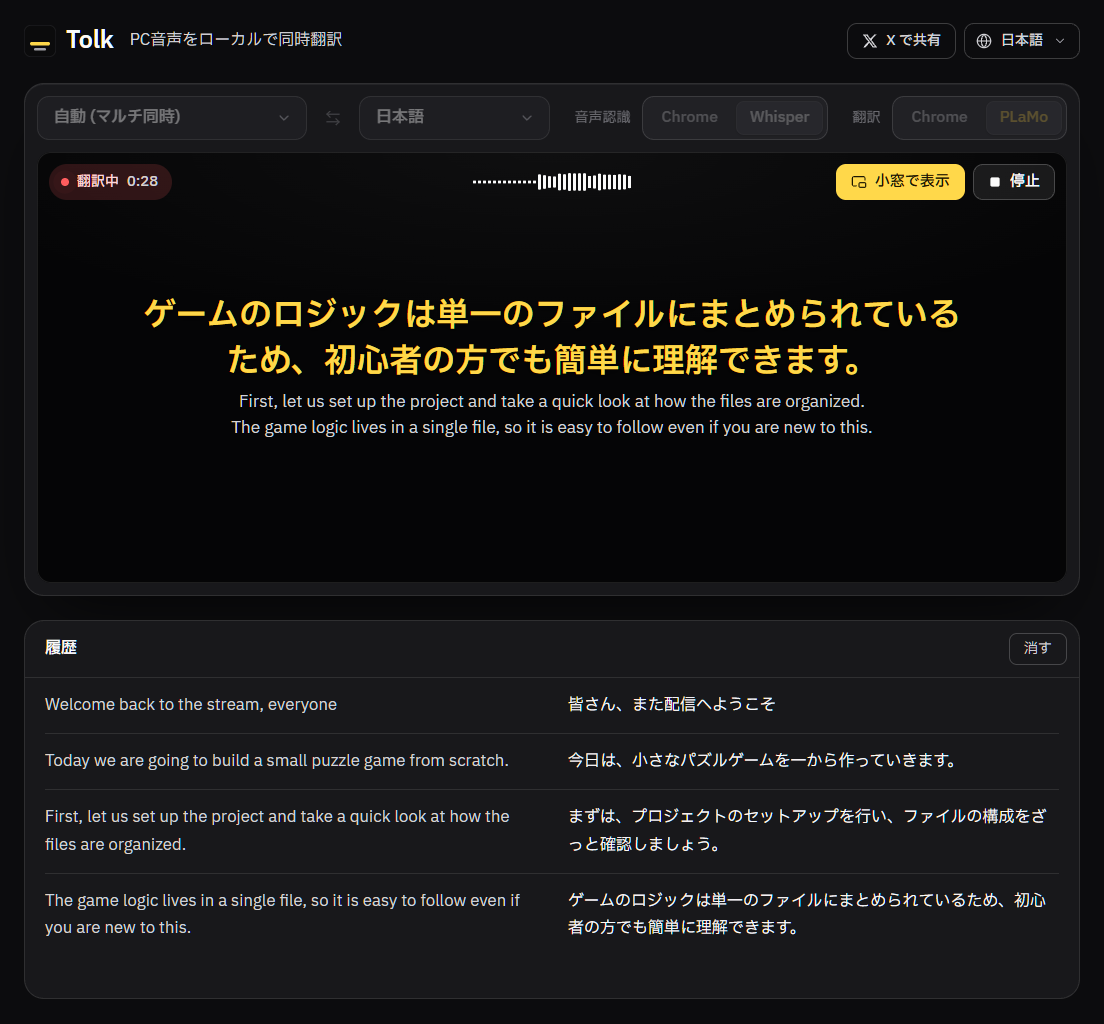 Tolk
PC音声をローカルで同時翻訳
X で共有
日本語
自動 (マルチ同時)
日本語
音声認識
Chrome
Whisper
翻訳
Chrome
PLaMo
翻訳中 0:28
小窓で表示
停止
ゲームのロジックは単一のファイルにまとめられている
ため、初心者の方でも簡単に理解できます。
First, let us set up the project and take a quick look at how the files are organized.
The game logic lives in a single file, so it is easy to follow even if you are new to this.
履歴
消す
Welcome back to the stream, everyone
皆さん、また配信へようこそ
Today we are going to build a small puzzle game from scratch.
今日は、小さなパズルゲームを一から作っていきます。
First, let us set up the project and take a quick look at how the
files are organized.
まずは、プロジェクトのセットアップを行い、ファイルの構成をざ
っと確認しましょう。
The game logic lives in a single file, so it is easy to follow even if
you are new to this.
ゲームのロジックは単一のファイルにまとめられているため、初心
者の方でも簡単に理解できます。